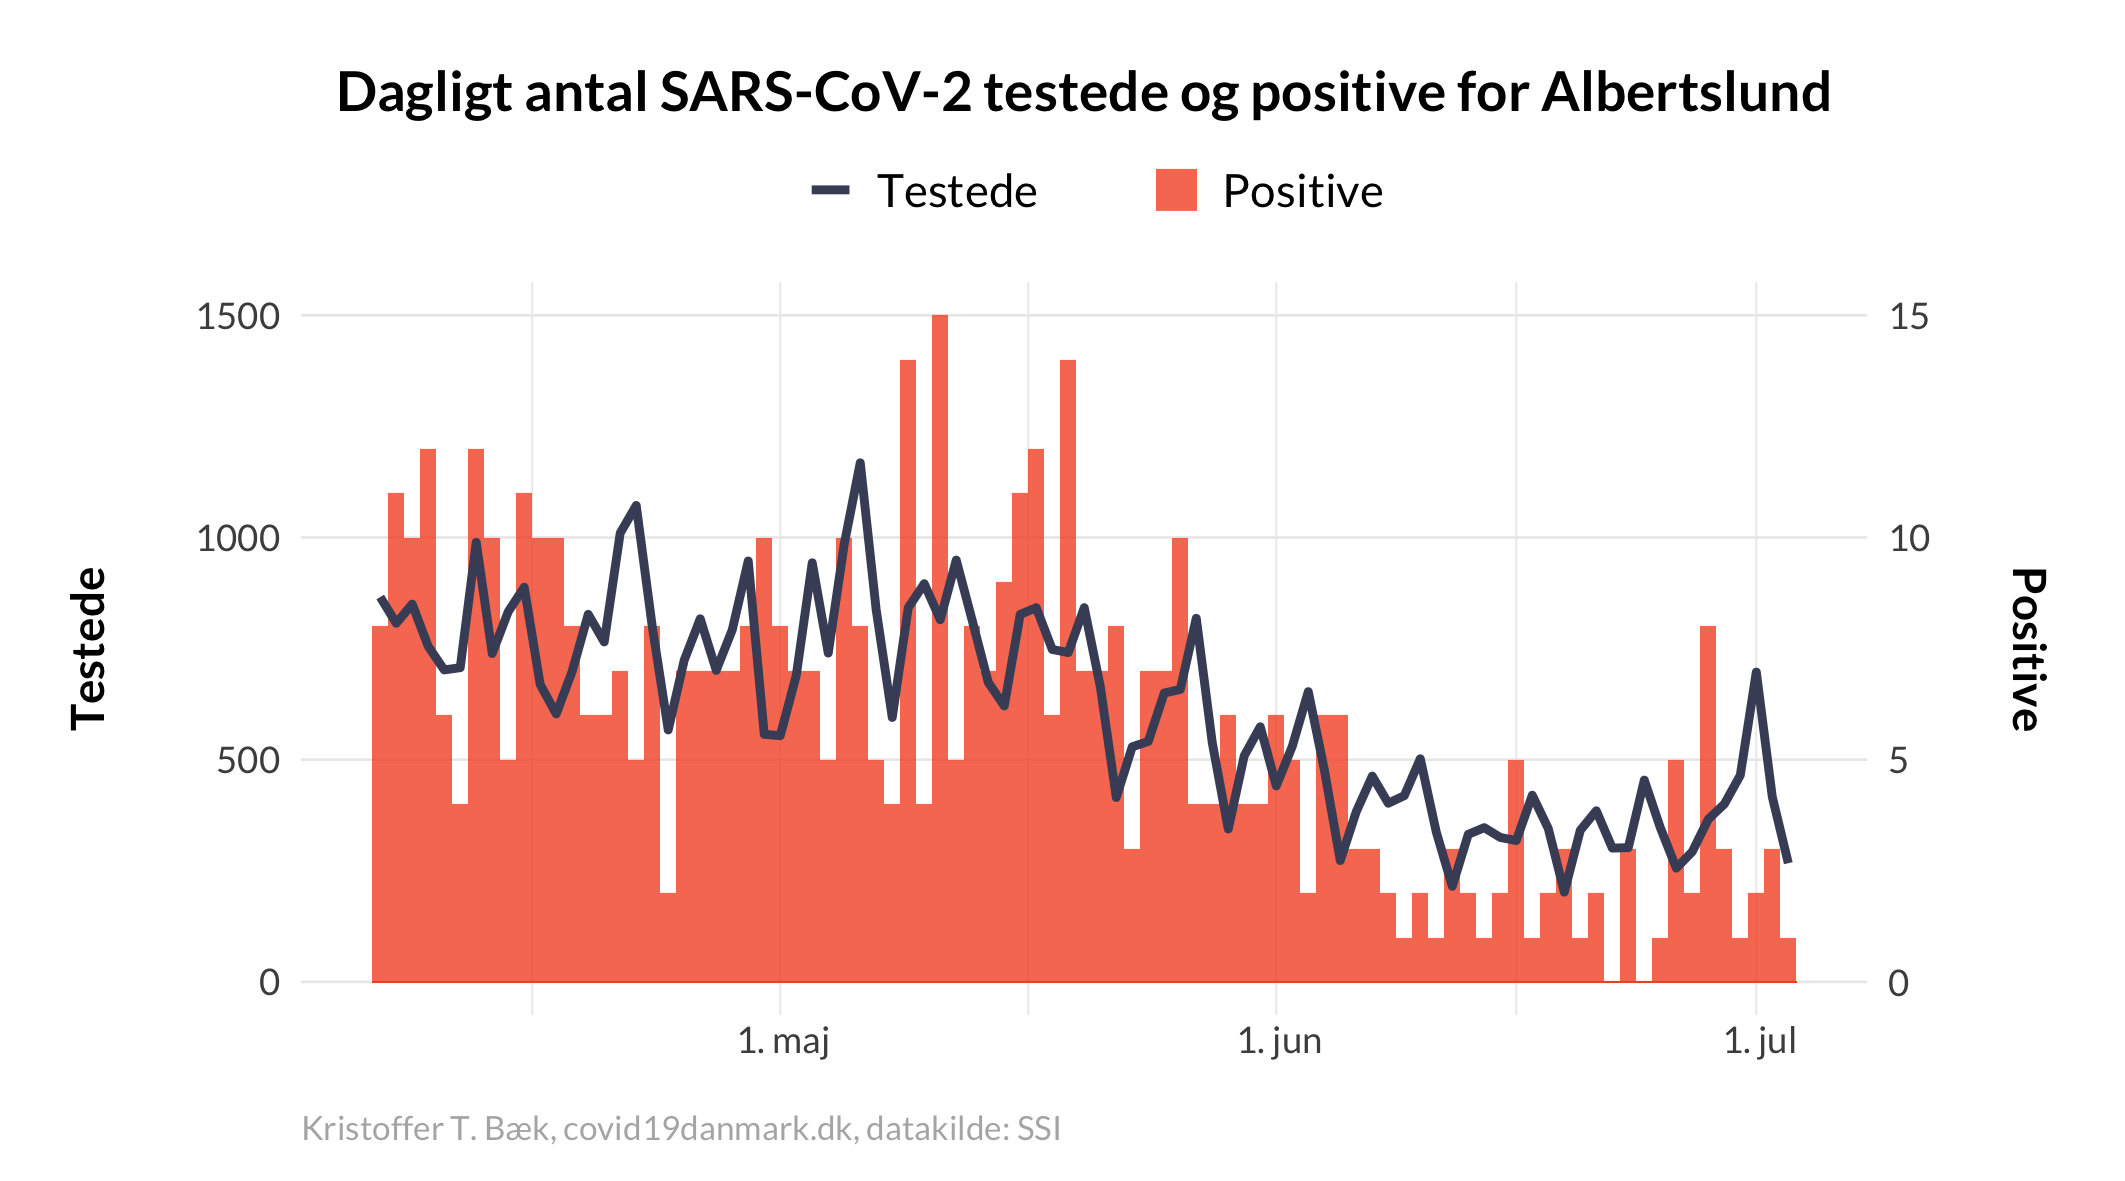 Dagligt antal SARS-CoV-2 testede og positive for Albertslund
Testede
Positive
1500
1000
500
0
Testede
15
10
5
0
Positive
1. maj
1. jun
1. jul
Kristoffer T. Bæk, covid19danmark.dk, datakilde: SSI